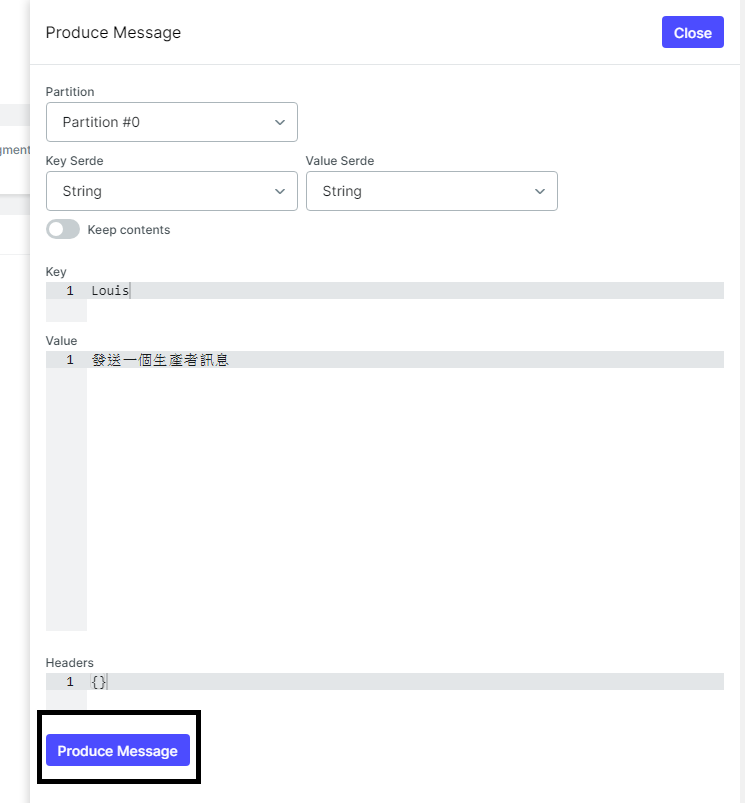 Produce Message
Close
Partition
Partition #0
gment
Key Serde
Value Serde
String
String
Keep contents
Key
1 Louis
Value
1 發送一個生產者訊息
Headers
1 {}
Produce Message